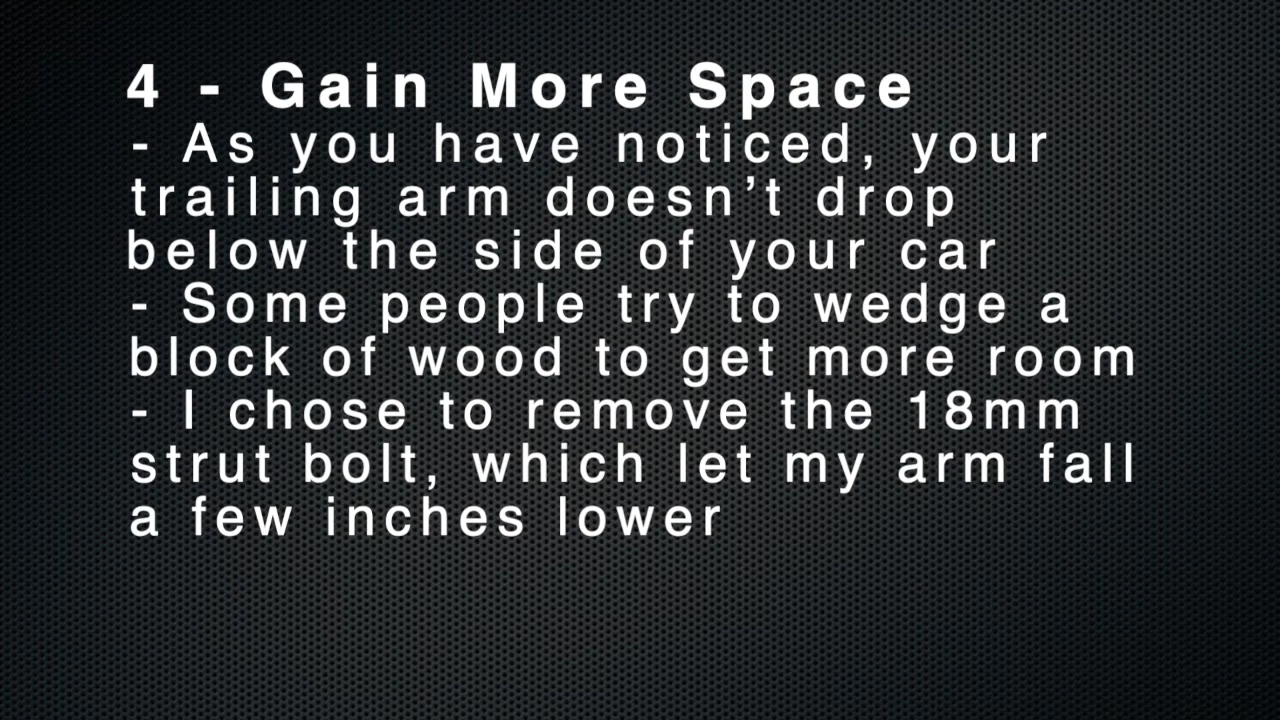 4 - Gain More Space
- As you have noticed, your
trailing arm doesn’t drop
below the side of your car
- Some people try to wedge a
block of wood to get more room
- I chose to remove the 18mm
strut bolt, which let my arm fall
a few inches lower